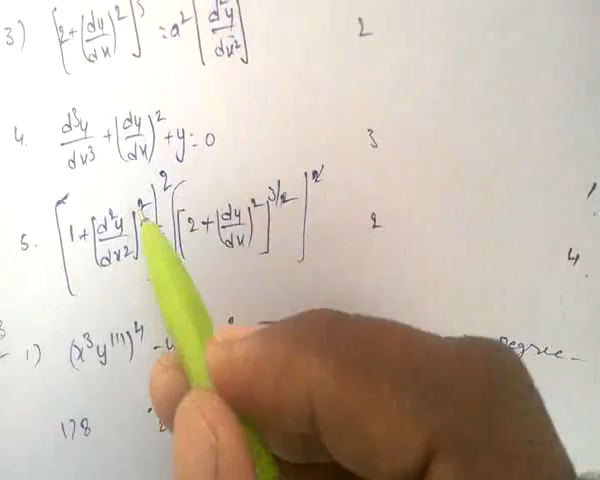 3) [2+(dy/dx)^2]^3 = a^2 [d^2y/dx^2] 2
4. d^3y/dx^3 + (dy/dx)^2 + y = 0 3
5. [1+[d^2y/dx^2]^2]^2 [[2+(dy/dx)^2]^3/2]^2 2
4.
1) (x^3 y''')^4 Degree-
178